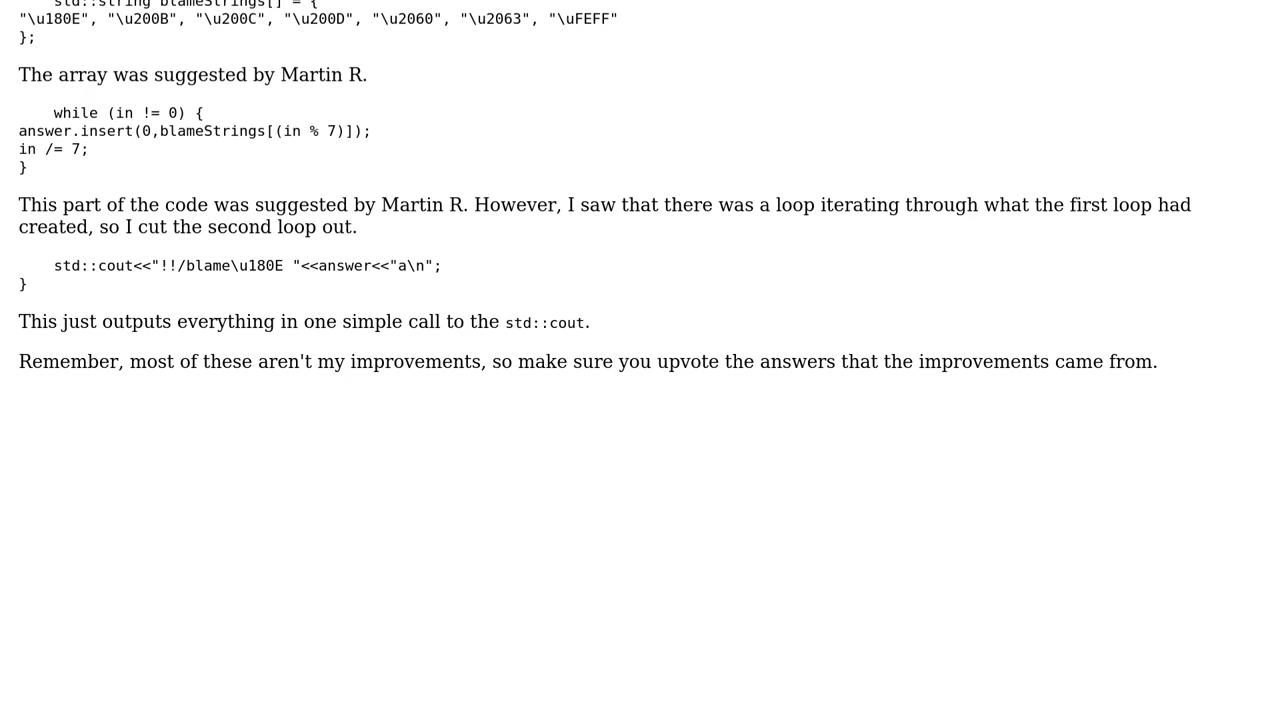 std::string blameStrings[] = {
"\u180E", "\u200B", "\u200C", "\u200D", "\u2060", "\u2063", "\uFEFF"
};
The array was suggested by Martin R.
    while (in != 0) {
answer.insert(0,blameStrings[(in % 7)]);
in /= 7;
}
This part of the code was suggested by Martin R. However, I saw that there was a loop iterating through what the first loop had
created, so I cut the second loop out.
    std::cout<<"!!/blame\u180E "<<answer<<"a\n";
}
This just outputs everything in one simple call to the std::cout.
Remember, most of these aren't my improvements, so make sure you upvote the answers that the improvements came from.